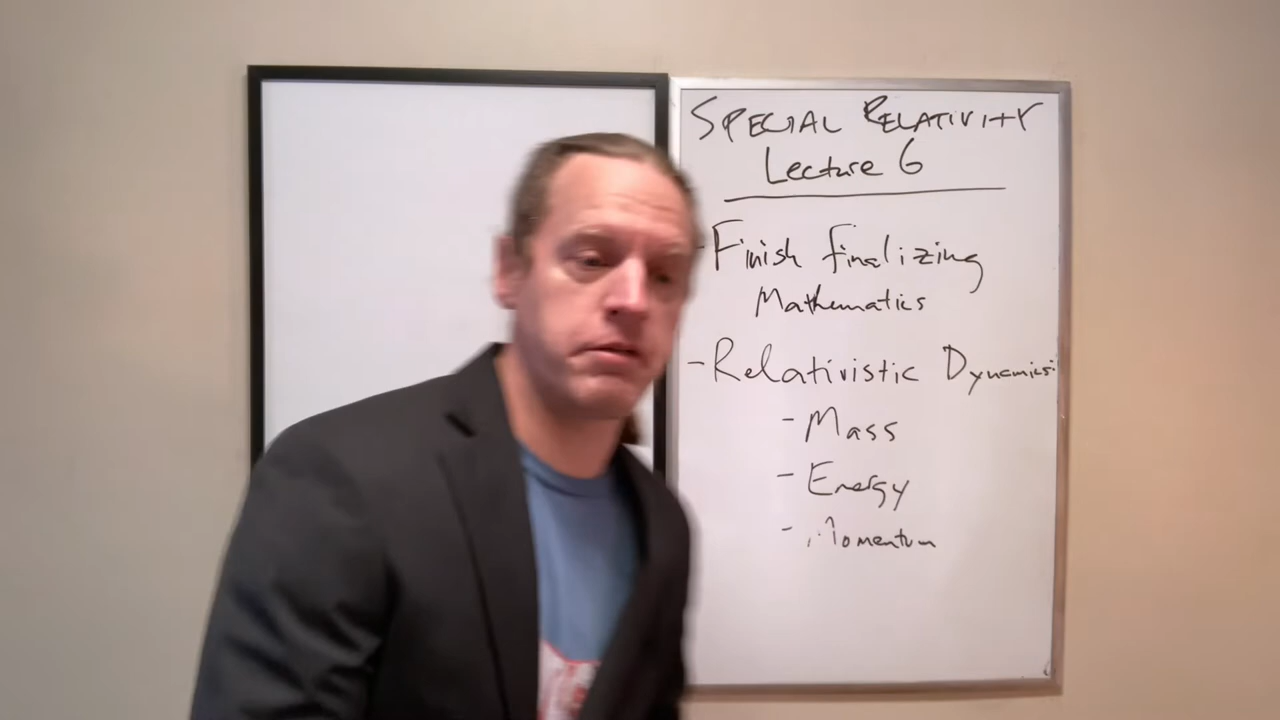 SPECIAL RELATIVITY
Lecture 6
- Finish finalizing
Mathematics
- Relativistic Dynamics:
- Mass
- Energy
- Momentum